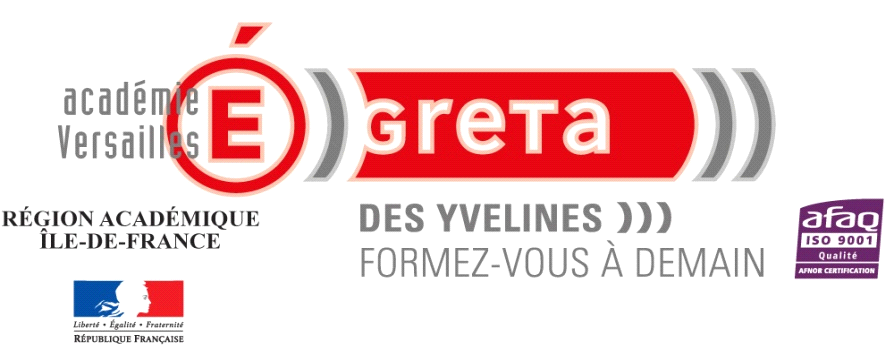 académie
Versailles
É
GreTa
DES YVELINES )))
FORMEZ-VOUS À DEMAIN
RÉGION ACADÉMIQUE
ÎLE-DE-FRANCE
Liberté • Égalité • Fraternité
RÉPUBLIQUE FRANÇAISE
afaq
ISO 9001
Qualité
AFNOR CERTIFICATION